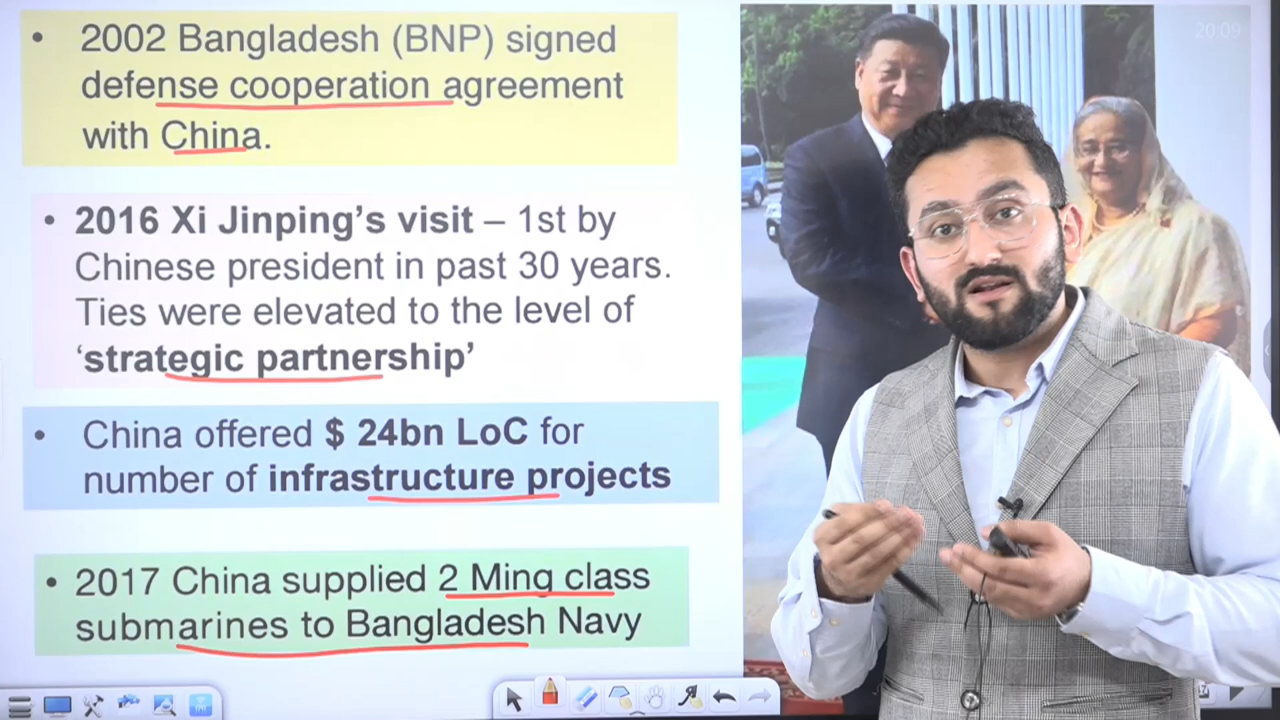 • 2002 Bangladesh (BNP) signed
defense cooperation agreement
with China.
• 2016 Xi Jinping’s visit – 1st by
Chinese president in past 30 years.
Ties were elevated to the level of
‘strategic partnership’
• China offered $ 24bn LoC for
number of infrastructure projects
• 2017 China supplied 2 Ming class
submarines to Bangladesh Navy
20:09